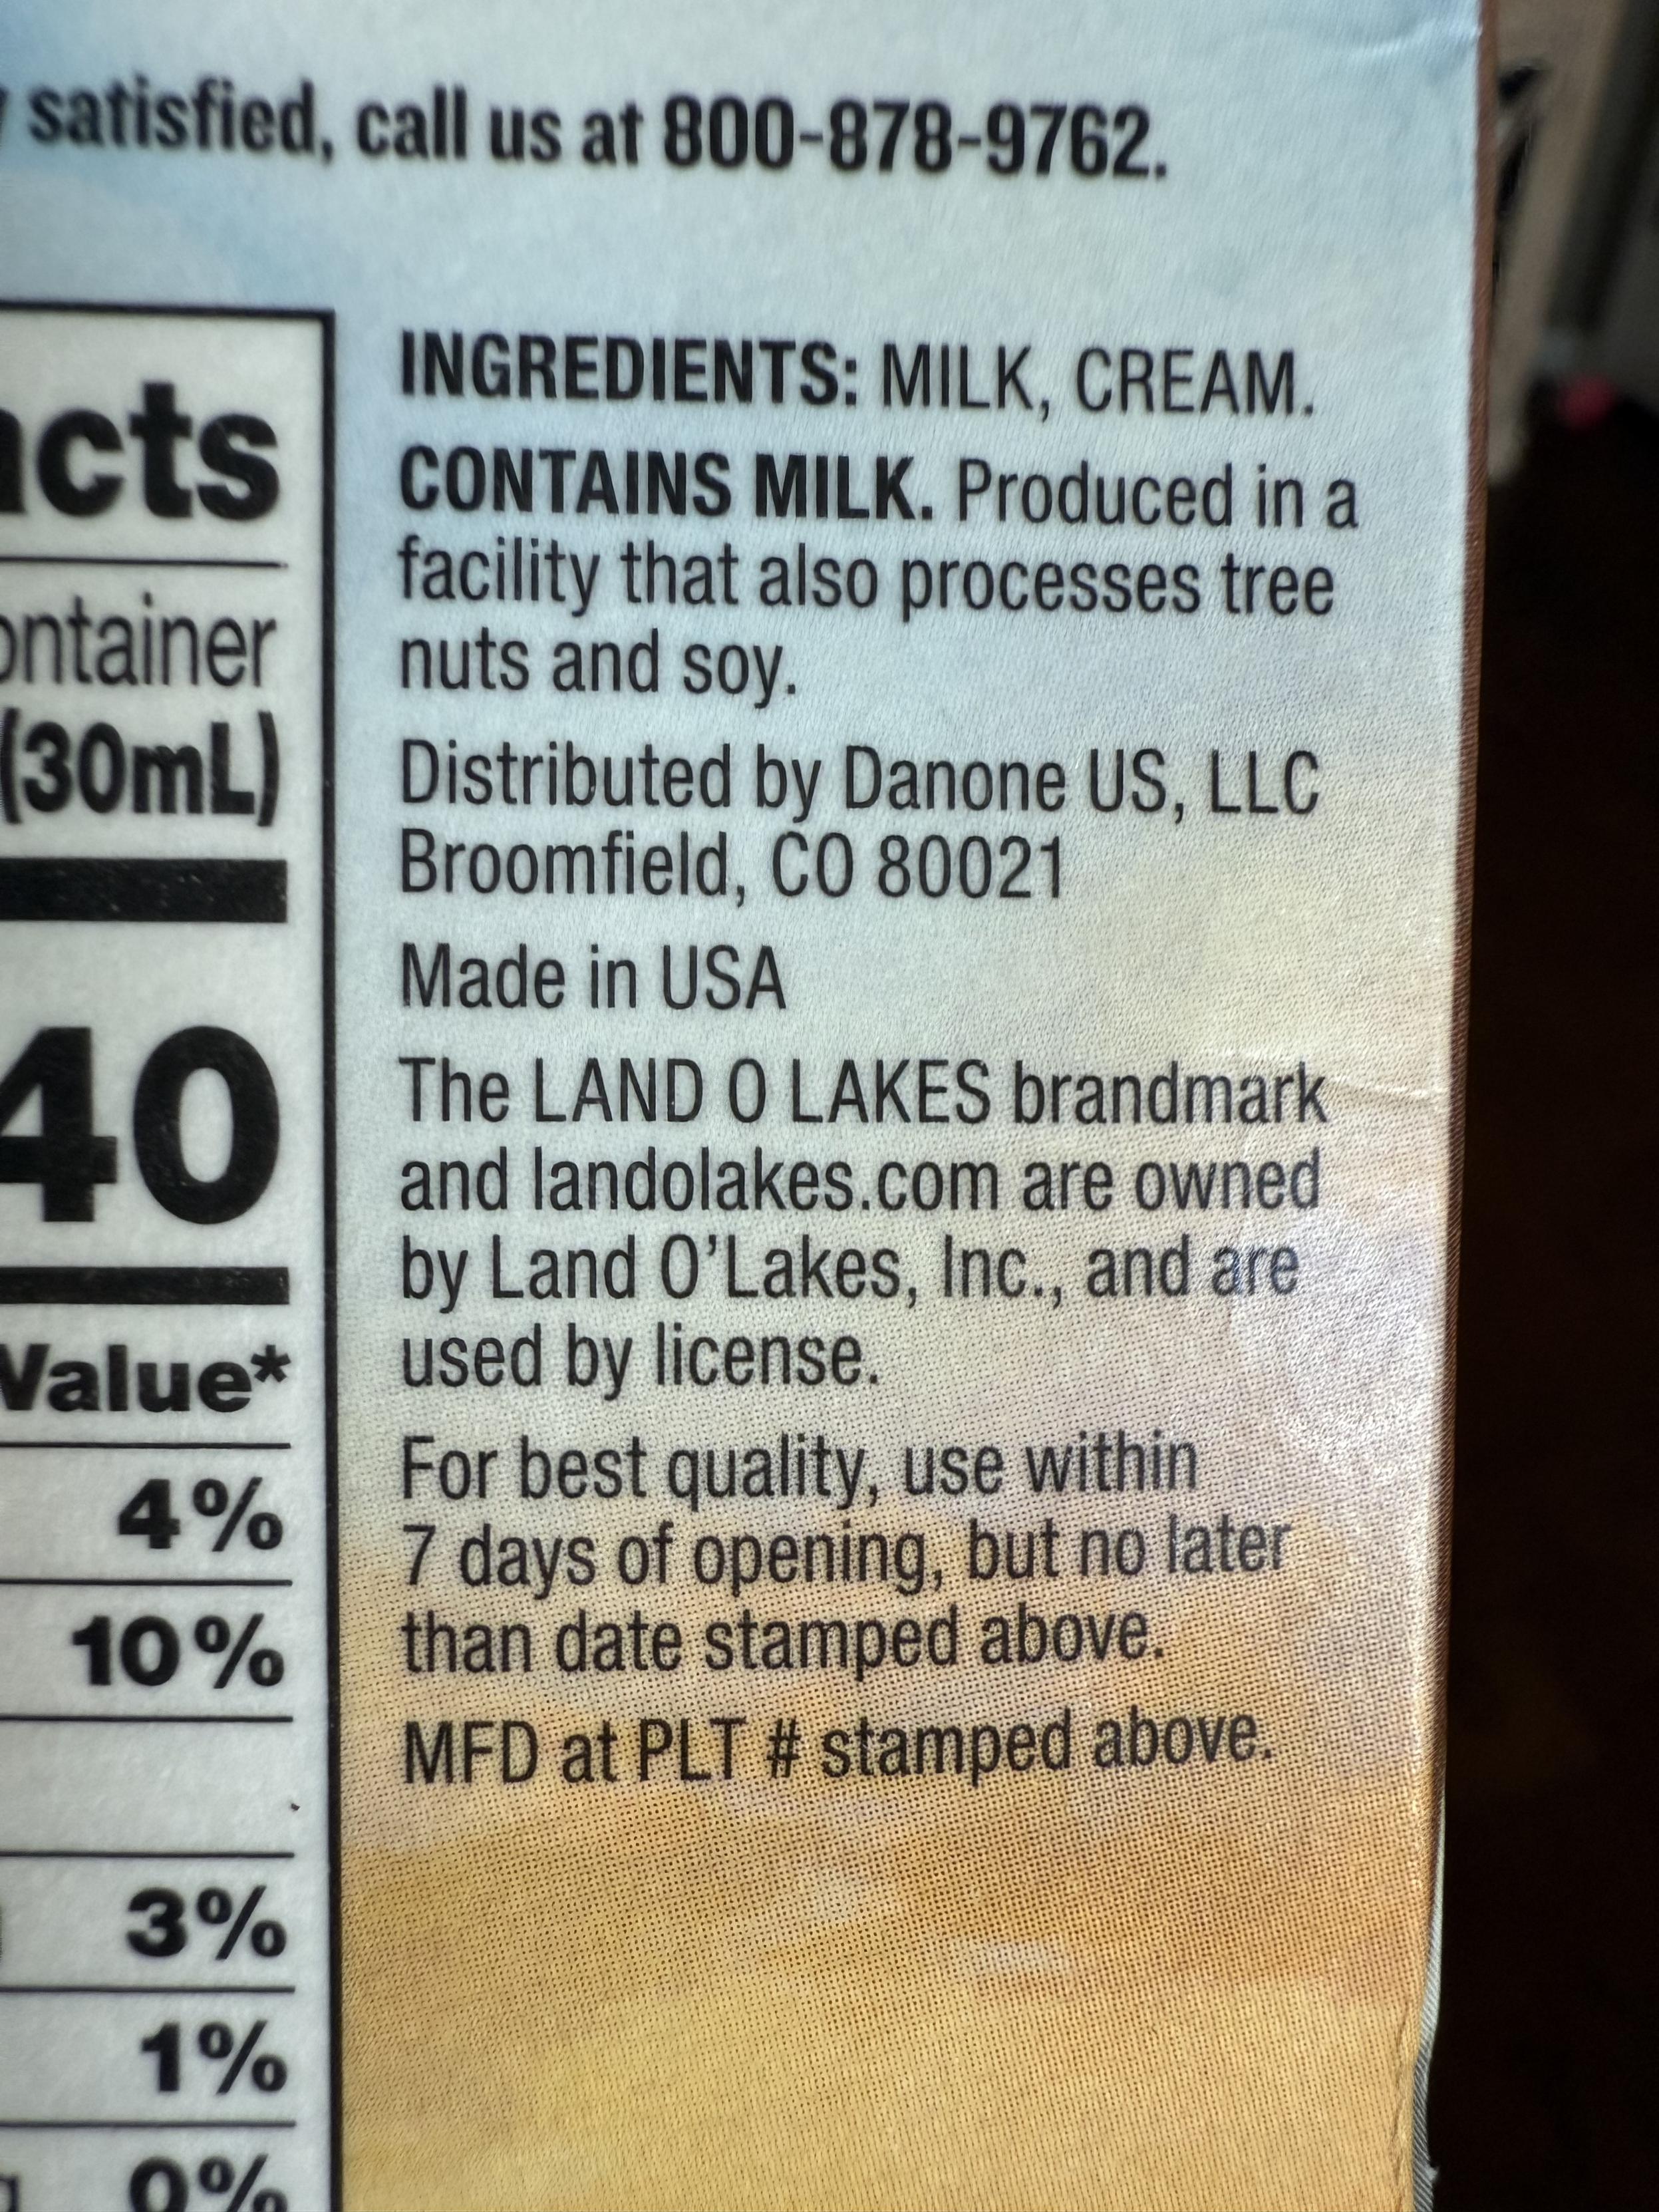 satisfied, call us at 800-878-9762.
acts
ontainer
(30mL)
40
Value*
4%
10%
3%
1%
0%
INGREDIENTS: MILK, CREAM.
CONTAINS MILK. Produced in a
facility that also processes tree
nuts and soy.
Distributed by Danone US, LLC
Broomfield, CO 80021
Made in USA
The LAND O LAKES brandmark
and landolakes.com are owned
by Land O'Lakes, Inc., and are
used by license.
For best quality, use within
7 days of opening, but no later
than date stamped above.
MFD at PLT # stamped above.